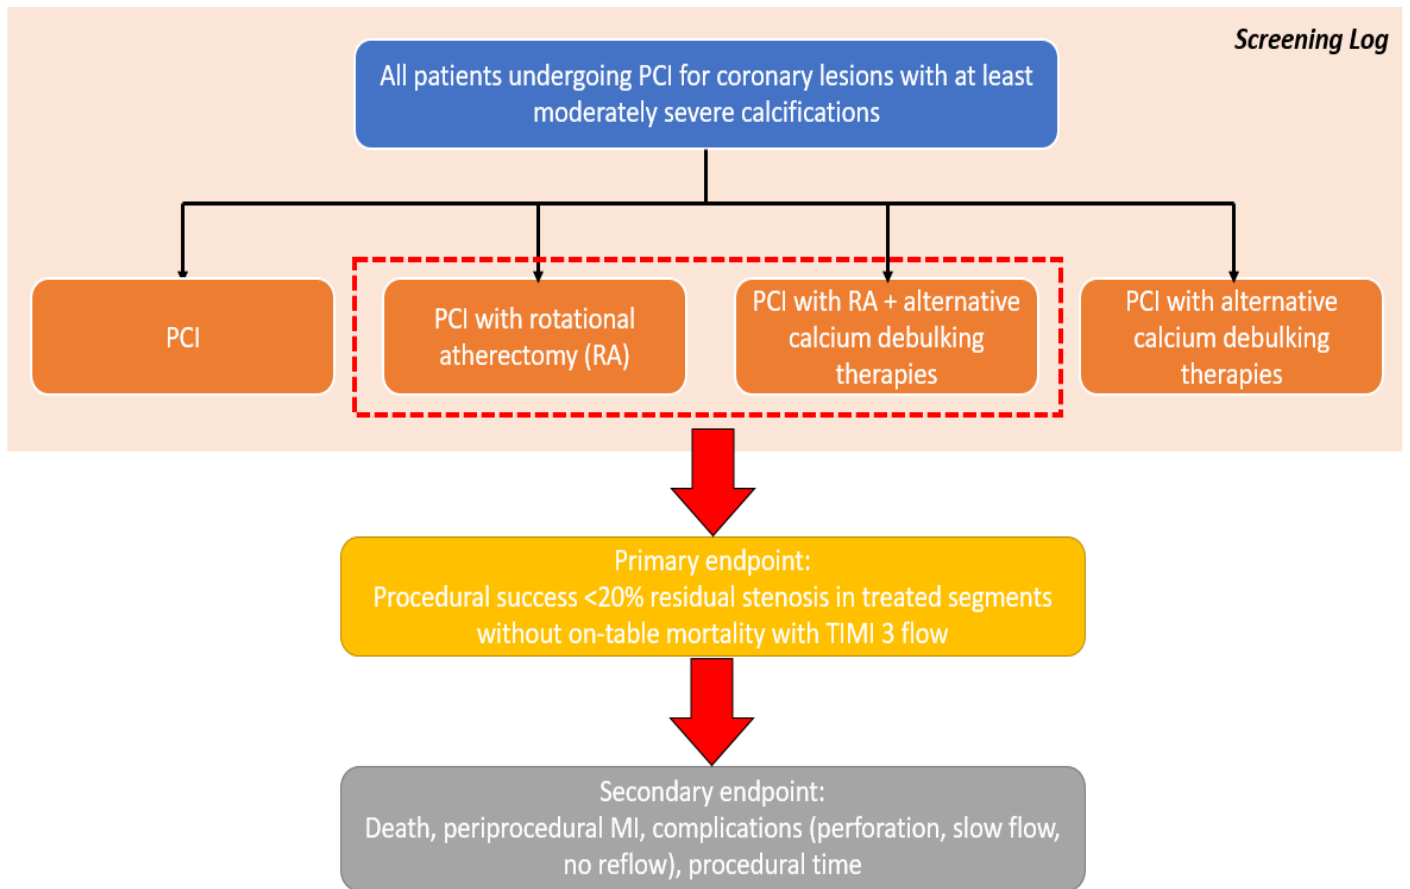 Screening Log
All patients undergoing PCI for coronary lesions with at least
moderately severe calcifications
PCI
PCI with rotational
atherectomy (RA)
PCI with RA + alternative
calcium debulking
therapies
PCI with alternative
calcium debulking
therapies
Primary endpoint:
Procedural success <20% residual stenosis in treated segments
without on-table mortality with TIMI 3 flow
Secondary endpoint:
Death, periprocedural MI, complications (perforation, slow flow,
no reflow), procedural time